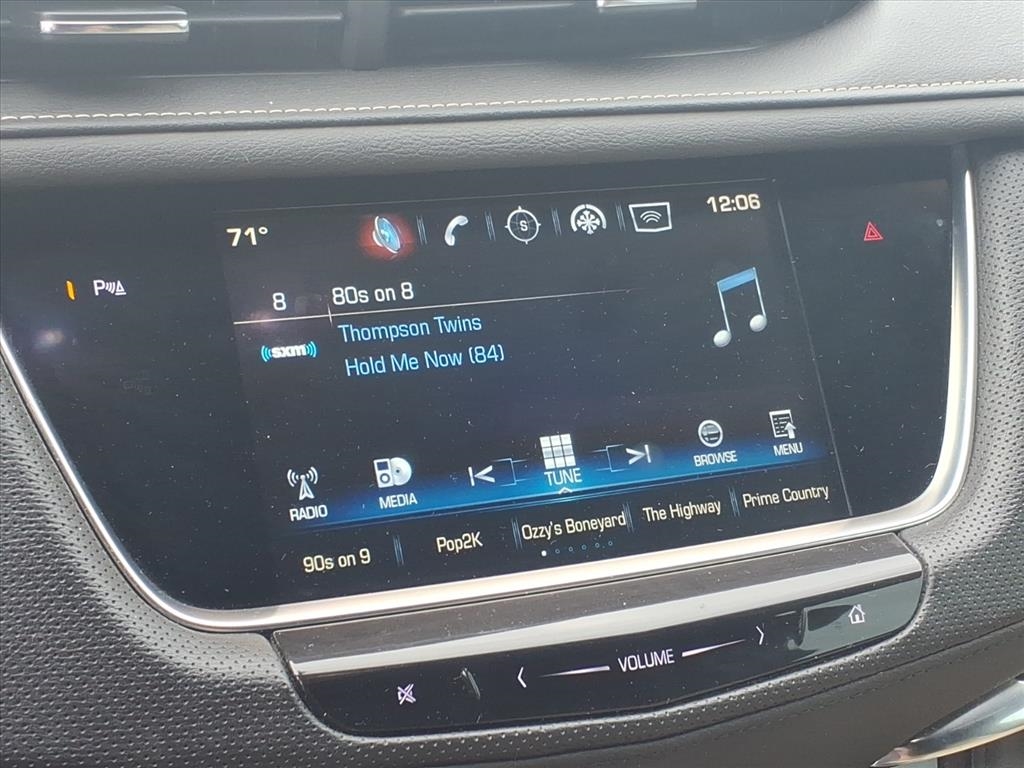 71°
S
12:06
P
8
80s on 8
sxm
Thompson Twins
Hold Me Now (84)
RADIO
MEDIA
TUNE
BROWSE
MENU
90s on 9
Pop2K
Ozzy's Boneyard
The Highway
Prime Country
VOLUME